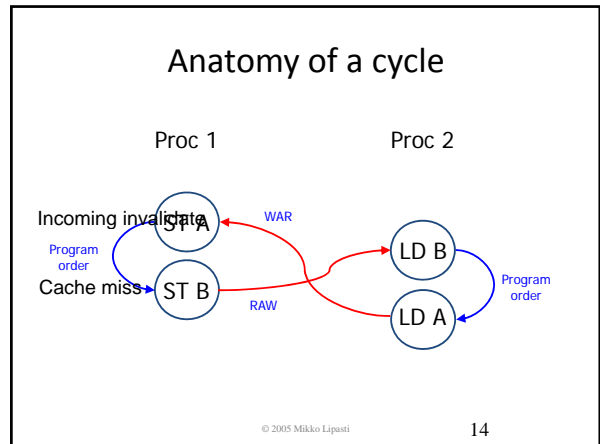 Anatomy of a cycle
Proc 1
Proc 2
Incoming invalidate
ST A
WAR
Program
order
LD B
Cache miss
ST B
RAW
Program
order
LD A
© 2005 Mikko Lipasti
14